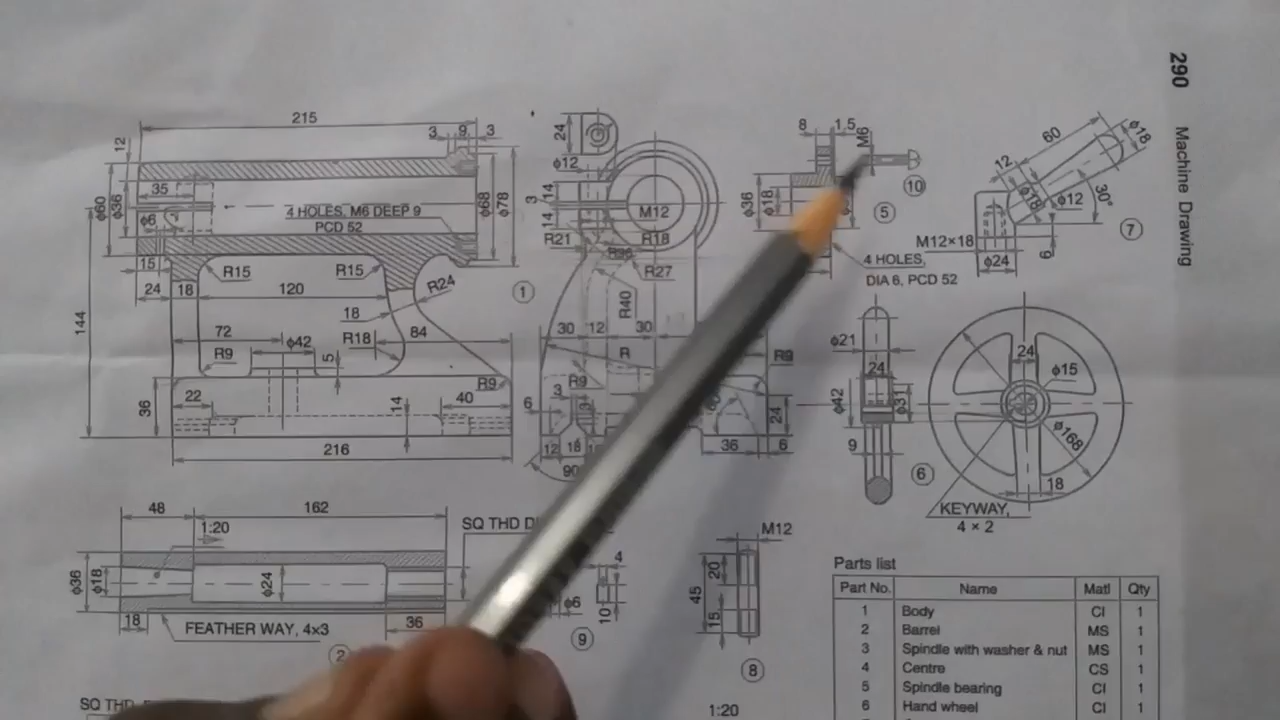 290 Machine Drawing
215
3 9 3
12
35
φ60
φ36
φ6
15
24
18
4 HOLES, M6 DEEP 9
PCD 52
φ68
φ78
R15
R15
120
R24
18
144
72
φ42
5
R18
84
R9
R9
36
22
14
40
216
1
24
φ12
3
14
14
M12
R21
R18
R27
R40
30
12
30
R
R9
R9
3
6
12
18
90
24
36
6
8
1.5
M6
φ36
φ18
10
5
4 HOLES,
DIA 6, PCD 52
60
φ18
12
φ18
φ12
30°
6
M12×18
φ24
7
φ21
24
φ42
φ31
9
6
24
φ15
φ168
18
KEYWAY,
4 × 2
48
162
1:20
φ36
φ18
φ24
18
FEATHER WAY, 4×3
36
2
SQ THD
4
φ6
10
9
M12
45
20
15
8
SQ THD
1:20
Parts list
Part No. Name Matl Qty
1 Body CI 1
2 Barrel MS 1
3 Spindle with washer & nut MS 1
4 Centre CS 1
5 Spindle bearing CI 1
6 Hand wheel CI 1